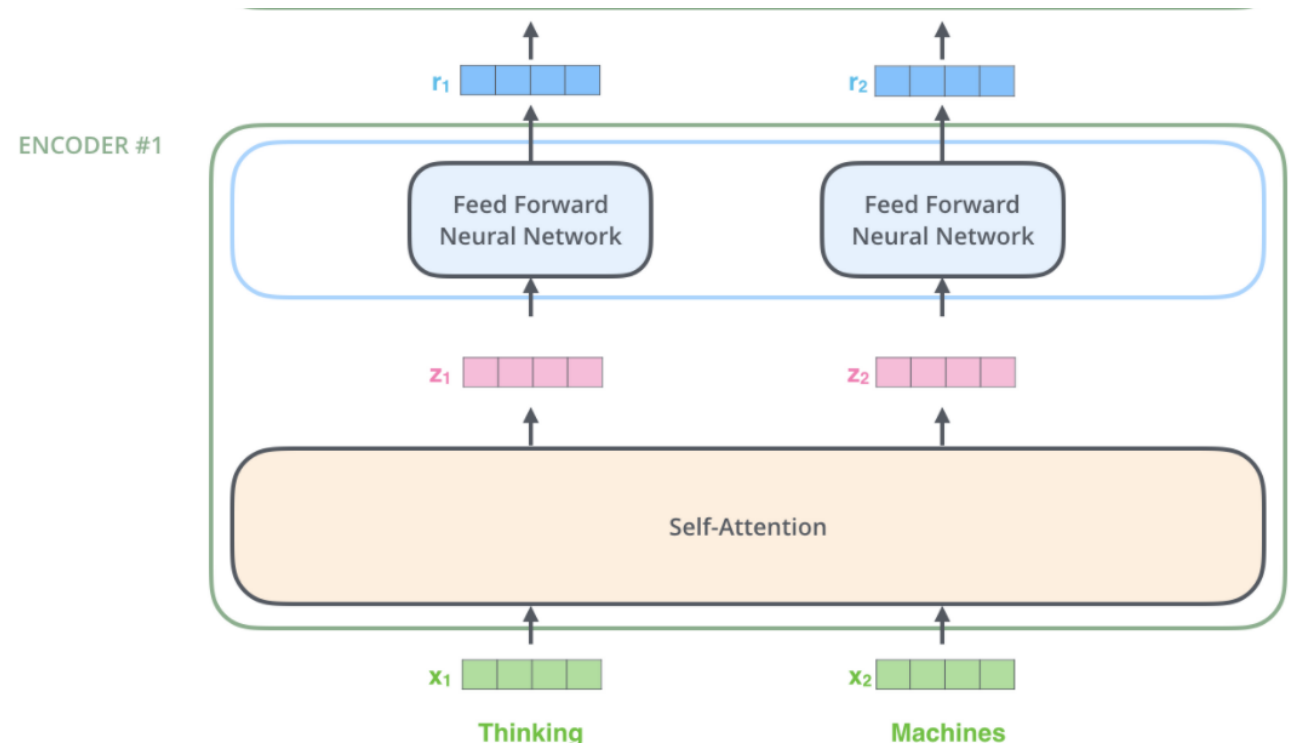 r₁
r₂
ENCODER #1
Feed Forward
Neural Network
Feed Forward
Neural Network
z₁
z₂
Self-Attention
x₁
x₂
Thinking
Machines